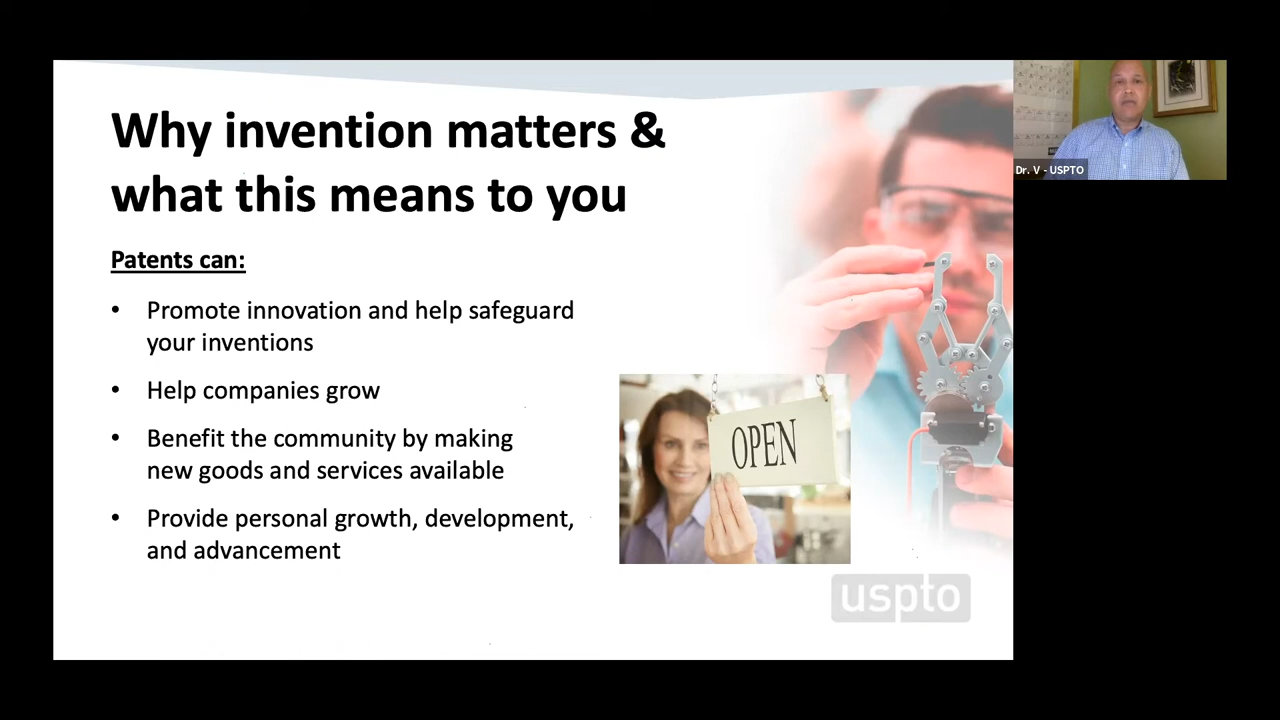 Why invention matters &
what this means to you
Patents can:
• Promote innovation and help safeguard
your inventions
• Help companies grow
• Benefit the community by making
new goods and services available
• Provide personal growth, development,
and advancement
OPEN
uspto
Dr. V - USPTO